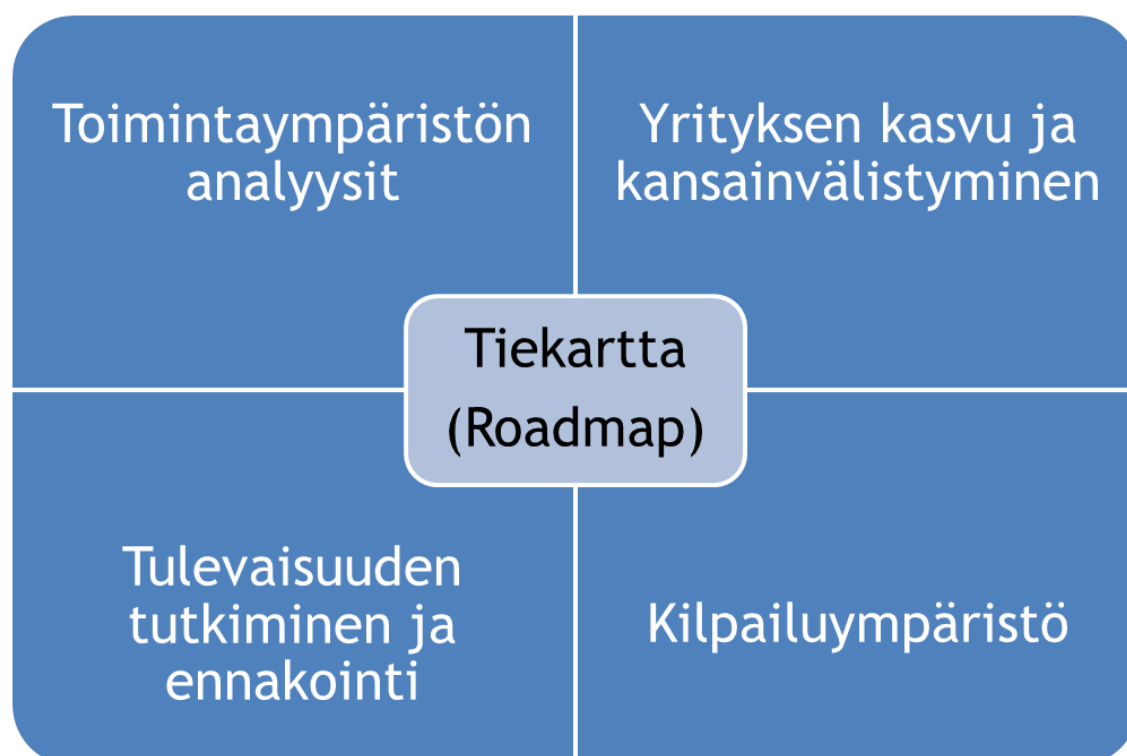 Toimintaympäristön
analyysit
Yrityksen kasvu ja
kansainvälistyminen
Tiekartta
(Roadmap)
Tulevaisuuden
tutkiminen ja
ennakointi
Kilpailuympäristö